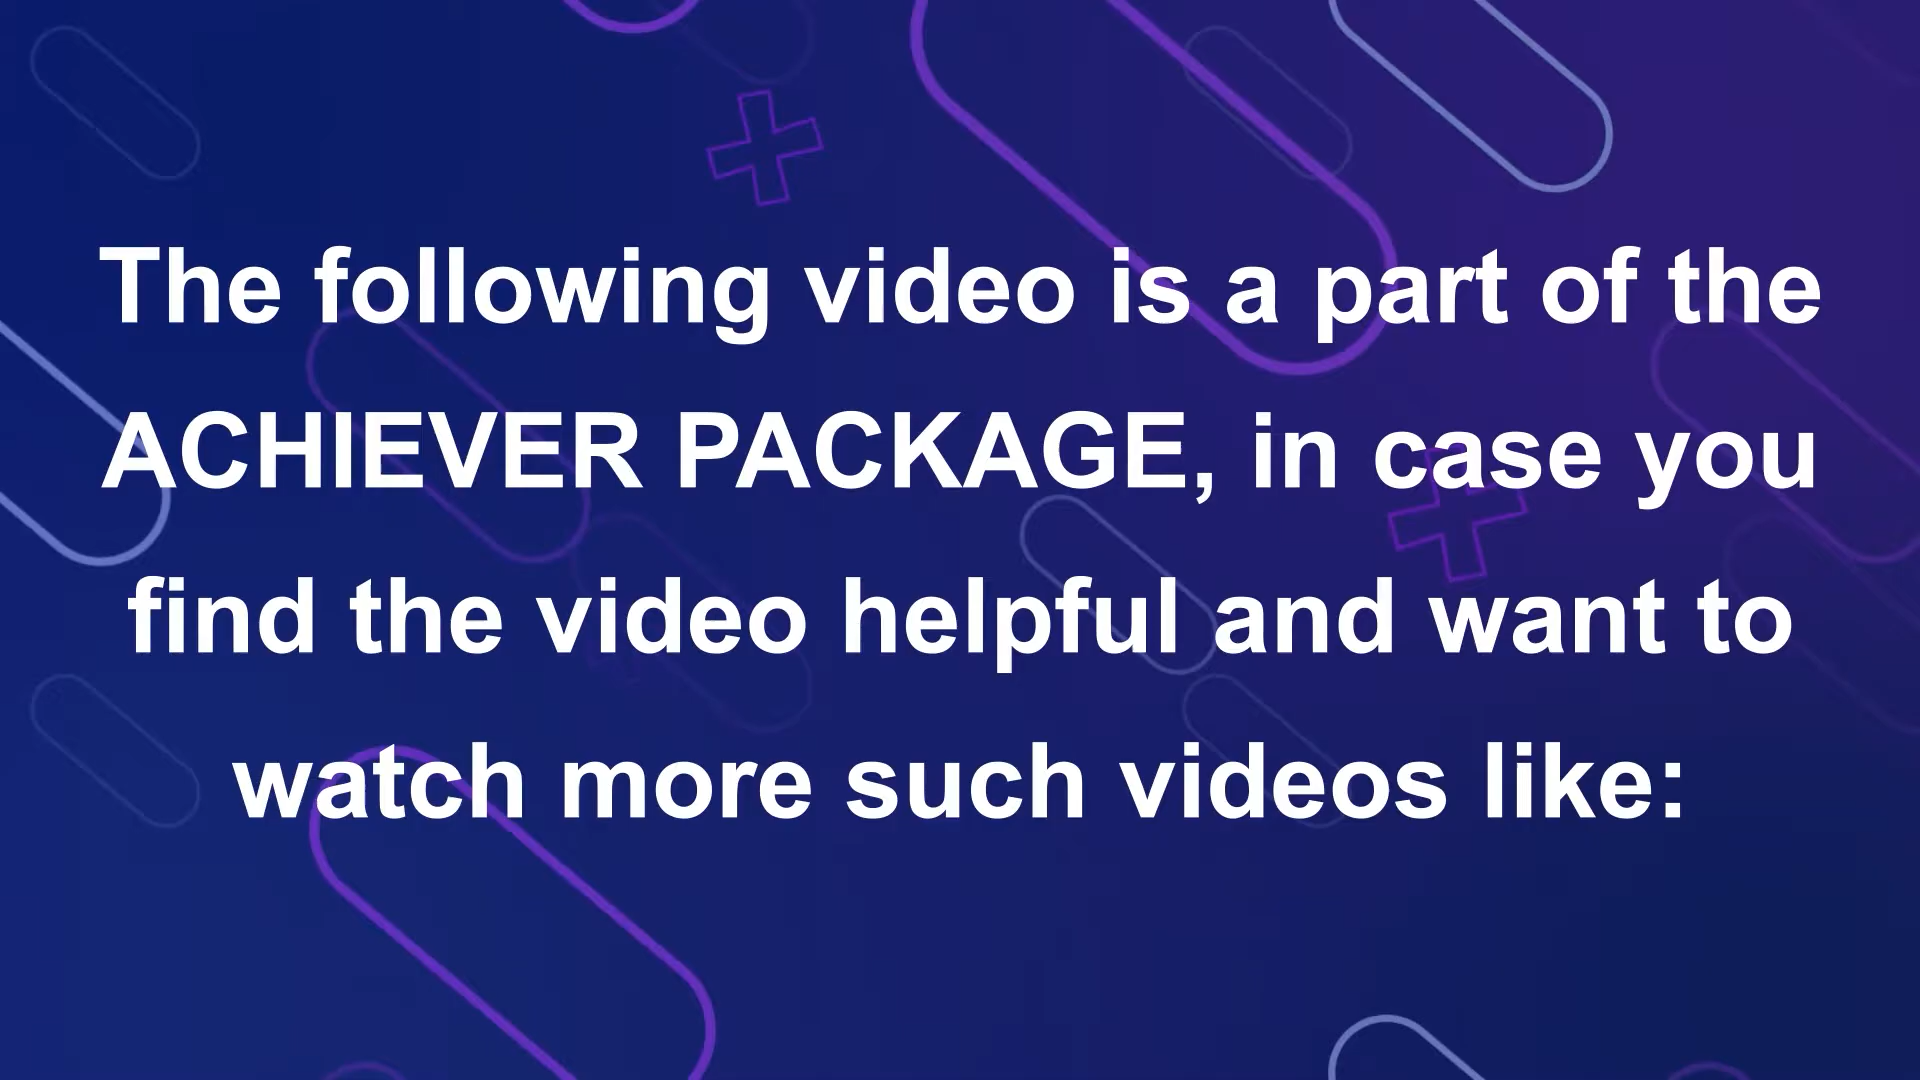 The following video is a part of the
ACHIEVER PACKAGE, in case you
find the video helpful and want to
watch more such videos like: